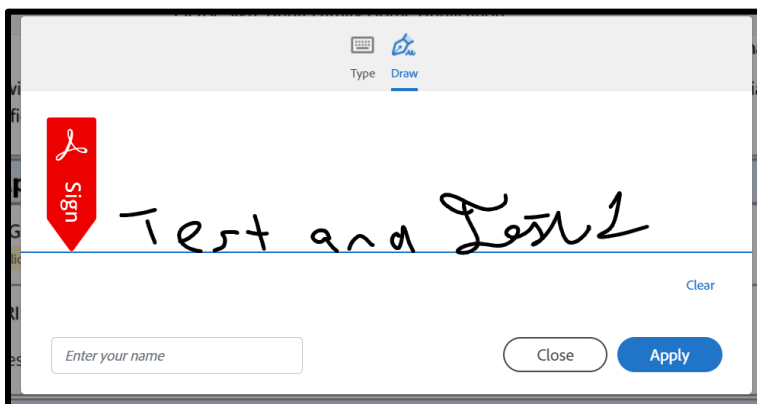 Type Draw
Sign
Test and Test 1
Clear
Enter your name
Close Apply